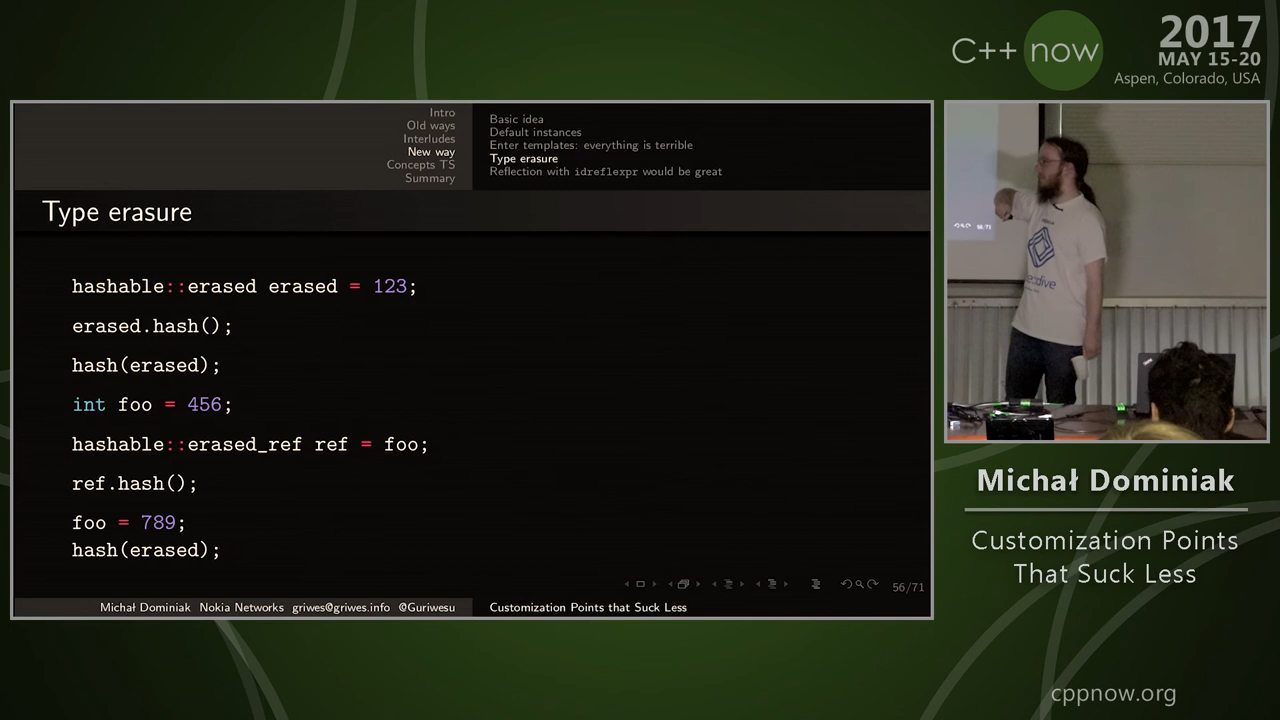 C++ now
2017
MAY 15-20
Aspen, Colorado, USA
Intro
Old ways
Interludes
New way
Concepts TS
Summary
Basic idea
Default instances
Enter templates: everything is terrible
Type erasure
Reflection with idreflexpr would be great
Type erasure
hashable::erased erased = 123;
erased.hash();
hash(erased);
int foo = 456;
hashable::erased_ref ref = foo;
ref.hash();
foo = 789;
hash(erased);
56/71
Michał Dominiak Nokia Networks griwes@griwes.info @Guriwesu
Customization Points that Suck Less
56/71
Michał Dominiak
Customization Points
That Suck Less
cppnow.org